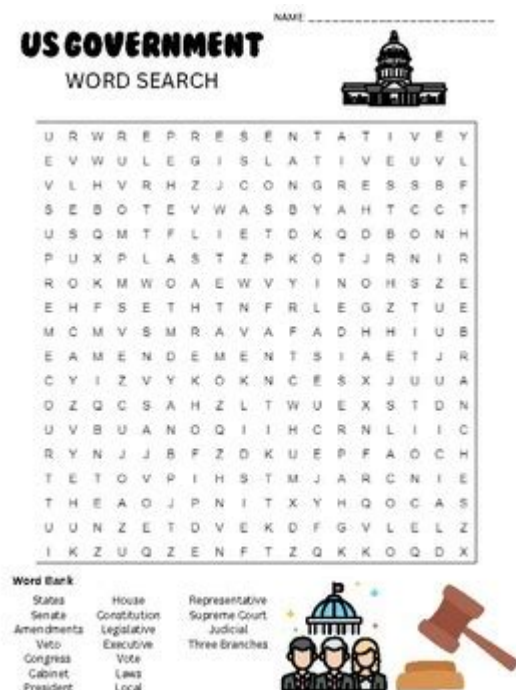 NAME
US GOVERNMENT
WORD SEARCH
U R W R E P R E S E N T A T I V E Y
E V W U L E G I S L A T I V E U V L
V L H V R H Z J C O N G R E S S B F
S E B O T E V W A S B Y A H T C C T
U S Q M T F L I E T D K Q D B O N H
P U X P L A S T Z P K O T J R N I R
R O K M W O A E W V Y I N O H S Z E
E H F S E T H T N F R L E G Z T U E
M C M V S M R A V A F A D H H I U B
E A M E N D E M E N T S I A E T J R
C Y I Z V Y K O K N C E S X J U U A
O Z Q C S A H Z L T W U E X S T D N
U V B U A N O Q I I H C R N L I I C
R Y N J J B F Z D K U E P F A O C H
T E T O V P I H S T M J A R C N I E
T H E A O J P N I T X Y H Q O C A S
U U N Z E T D V E K D F G V L E L Z
I K Z U Q Z E N F T Z Q K K O Q D X
Word Bank
States House Representative
Senate Constitution Supreme Court
Amendments Legislative Judicial
Veto Executive Three Branches
Congress Vote
Cabinet Laws
President Local